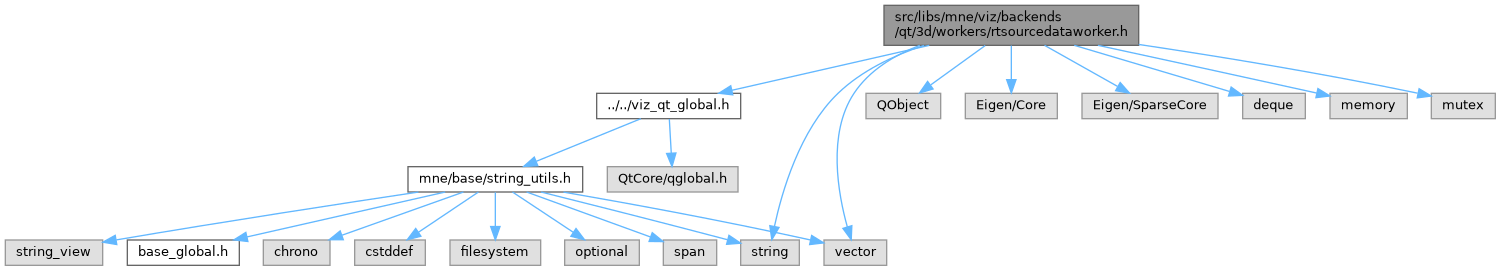 src/libs/mne/viz/backends
/qt/3d/workers/rtsourcedataworker.h
../../viz_qt_global.h
QObject
Eigen/Core
Eigen/SparseCore
deque
memory
mutex
mne/base/string_utils.h
QtCore/qglobal.h
string_view
base_global.h
chrono
cstddef
filesystem
optional
span
string
vector